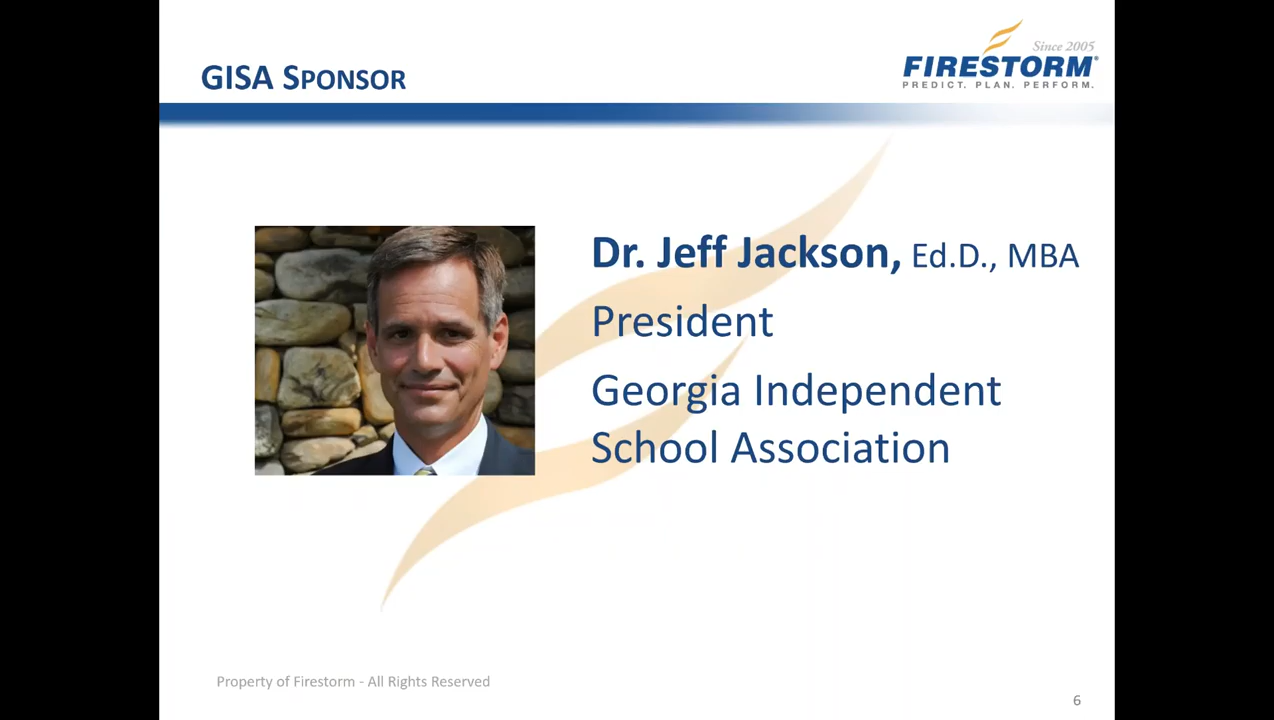 GISA SPONSOR
Since 2005
FIRESTORM®
PREDICT. PLAN. PERFORM.
Dr. Jeff Jackson, Ed.D., MBA
President
Georgia Independent
School Association
Property of Firestorm - All Rights Reserved
6